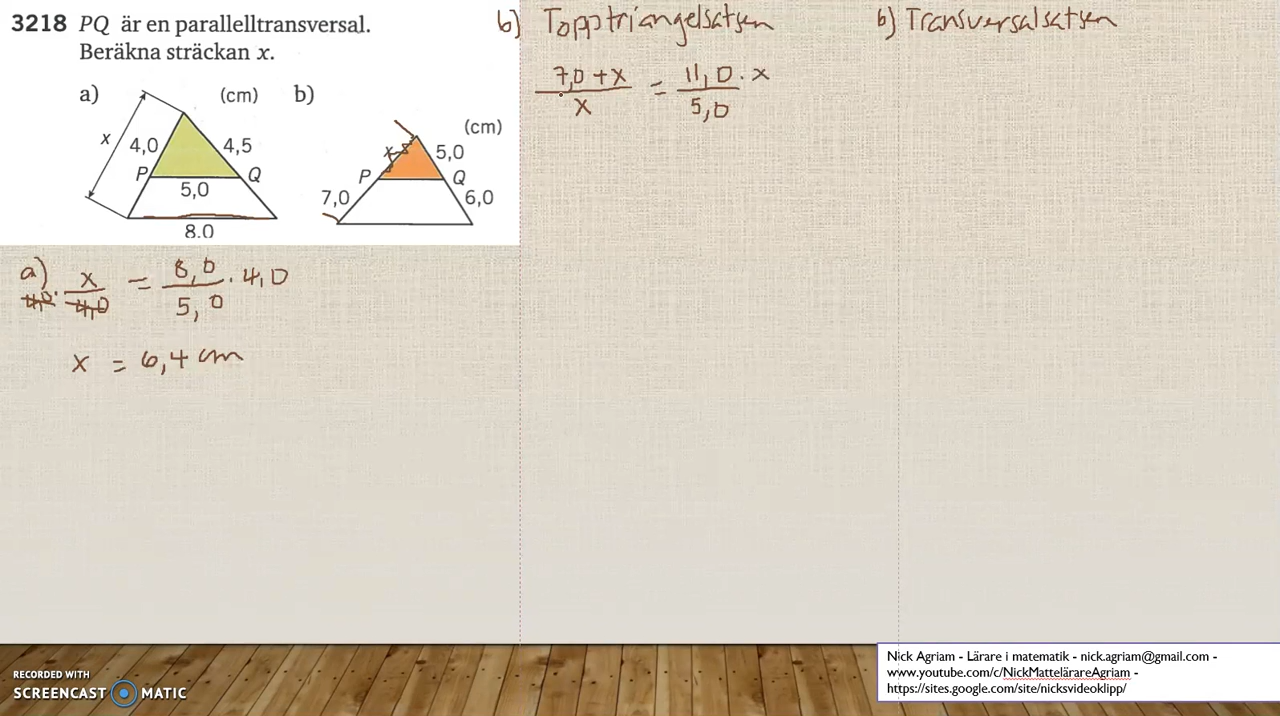 3218 PQ är en parallelltransversal.
Beräkna sträckan x.
a)
(cm)
x
4,0
4,5
P
Q
5,0
8.0
b)
(cm)
x
5,0
P
Q
7,0
6,0
a) 4,0 · x / 4,0 = 8,0 / 5,0 · 4,0
x = 6,4 cm
b) Topptriangelsatsen
7,0 + x / x = 11,0 · x / 5,0
b) Transversalsatsen
RECORDED WITH
SCREENCAST MATIC
Nick Agriam - Lärare i matematik - nick.agriam@gmail.com -
www.youtube.com/c/NickMattelärareAgriam -
https://sites.google.com/site/nicksvideoklipp/